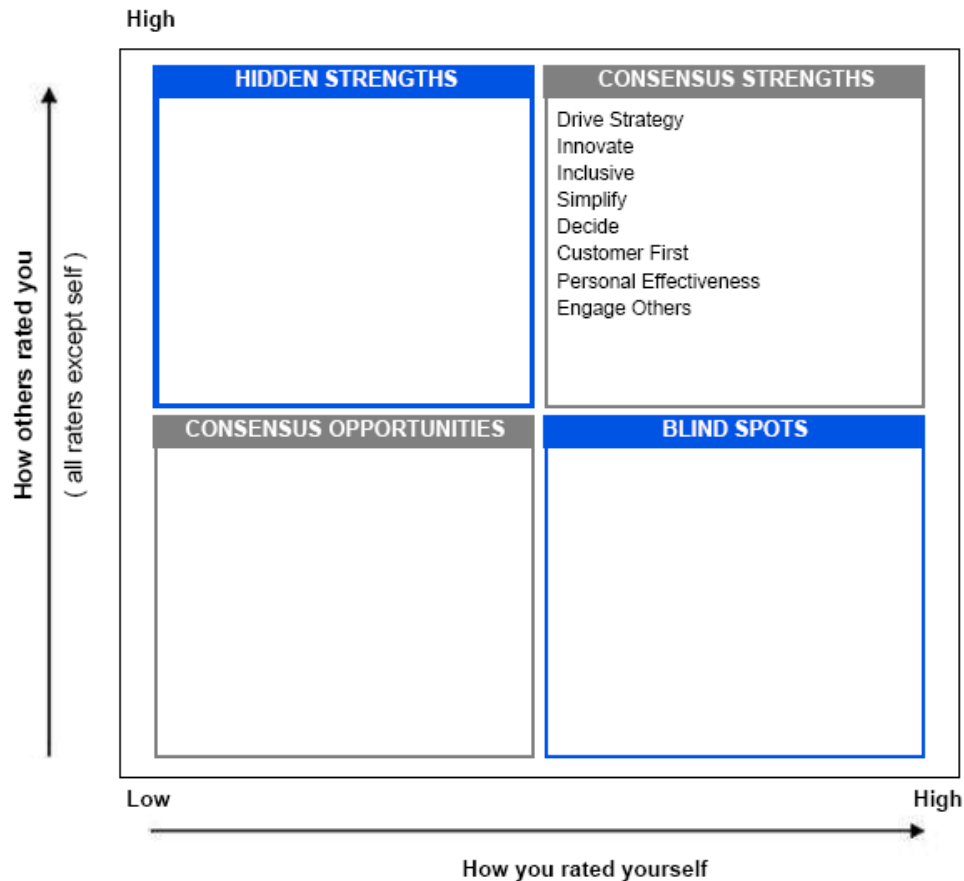 High
HIDDEN STRENGTHS
CONSENSUS STRENGTHS
Drive Strategy
Innovate
Inclusive
Simplify
Decide
Customer First
Personal Effectiveness
Engage Others
How others rated you
( all raters except self )
CONSENSUS OPPORTUNITIES
BLIND SPOTS
Low
High
How you rated yourself